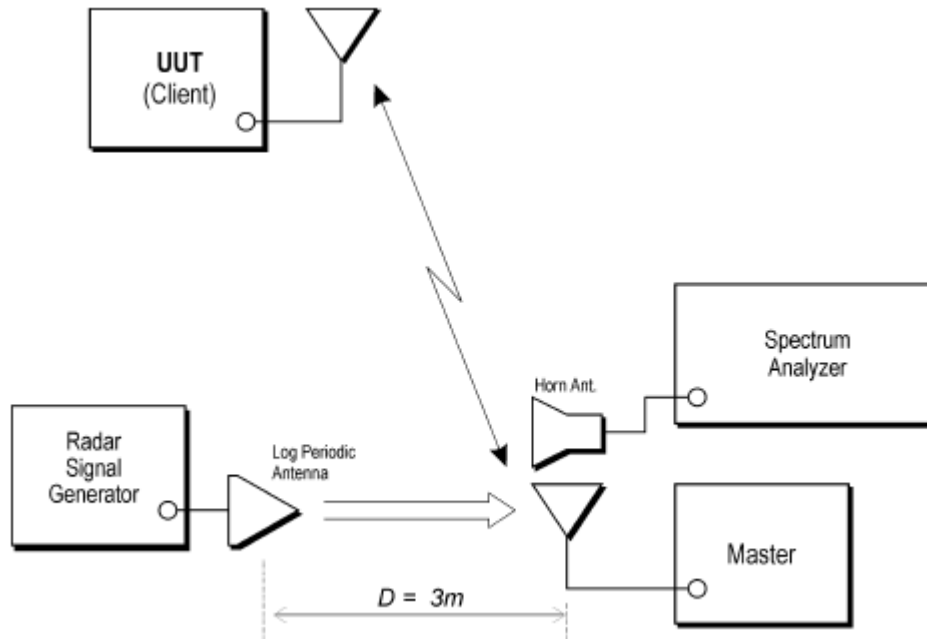 UUT
(Client)
Spectrum
Analyzer
Horn Ant.
Radar
Signal
Generator
Log Periodic
Antenna
Master
D = 3m